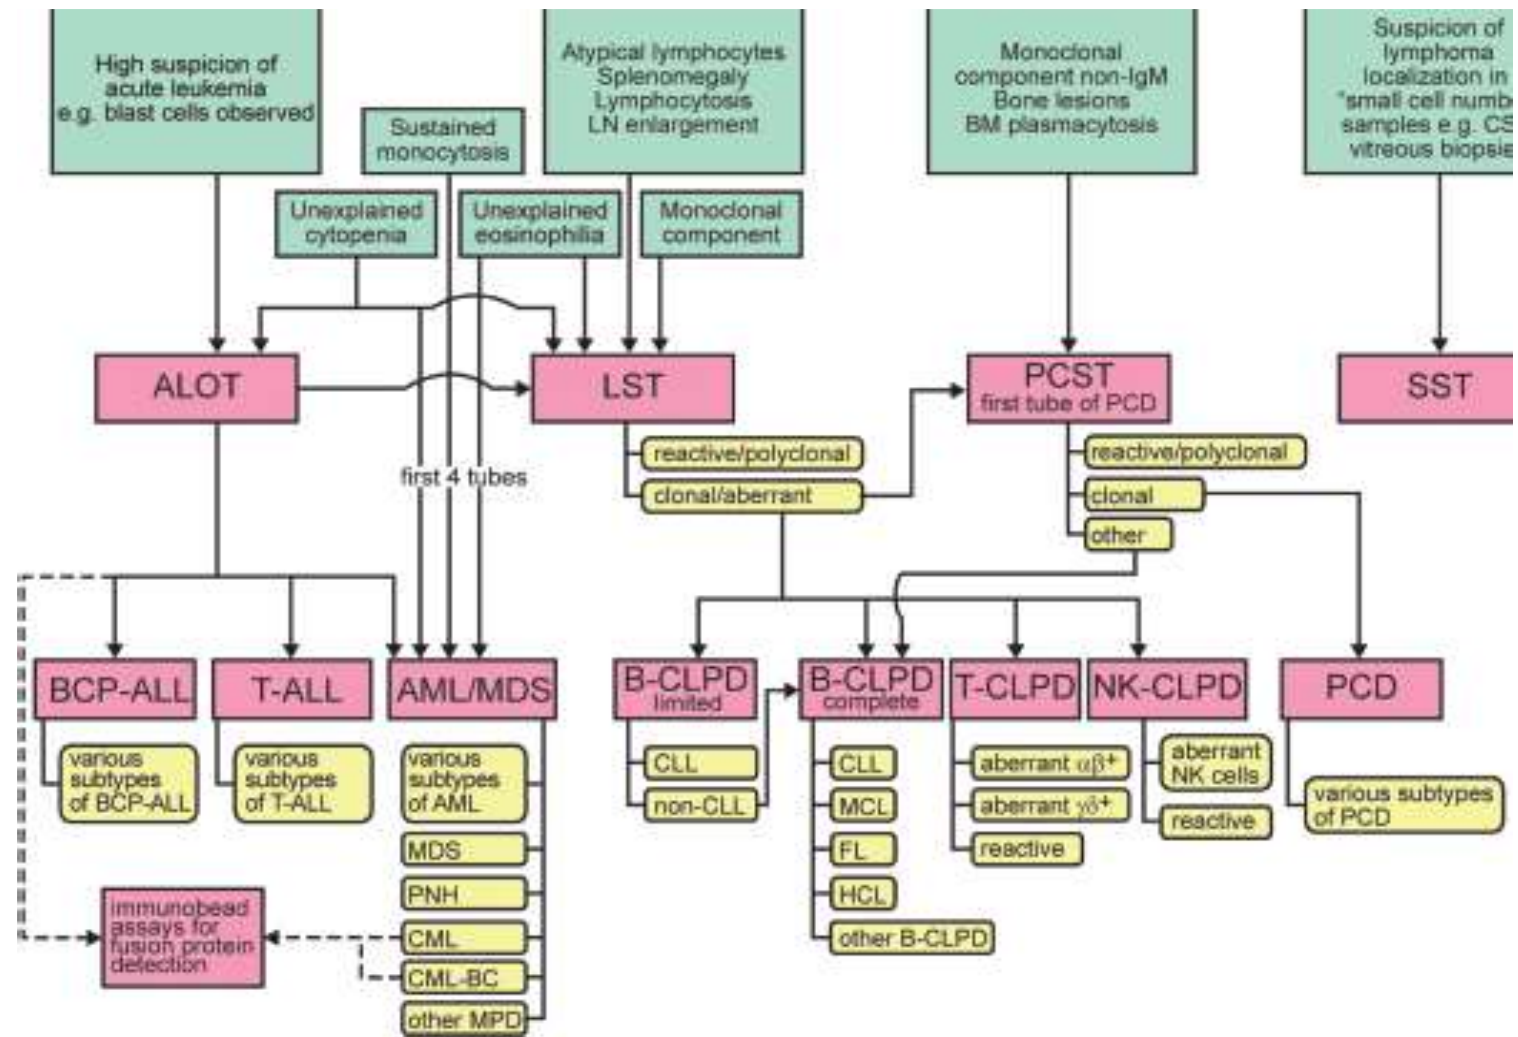 High suspicion of
acute leukemia
e.g. blast cells observed
Sustained
monocytosis
Atypical lymphocytes
Splenomegaly
Lymphocytosis
LN enlargement
Monoclonal
component non-IgM
Bone lesions
BM plasmacytosis
Suspicion of
lymphoma
localization in
"small cell numbe
samples e.g. CS
vitreous biopsie
Unexplained
cytopenia
Unexplained
eosinophilia
Monoclonal
component
ALOT
LST
PCST
first tube of PCD
SST
reactive/polyclonal
clonal/aberrant
reactive/polyclonal
clonal
other
first 4 tubes
BCP-ALL
T-ALL
AML/MDS
B-CLPD
limited
B-CLPD
complete
T-CLPD
NK-CLPD
PCD
various
subtypes
of BCP-ALL
various
subtypes
of T-ALL
various
subtypes
of AML
MDS
PNH
CML
CML-BC
other MPD
CLL
non-CLL
CLL
MCL
FL
HCL
other B-CLPD
aberrant αβ+
aberrant γδ+
reactive
aberrant
NK cells
reactive
various subtypes
of PCD
immunobead
assays for
fusion protein
detection